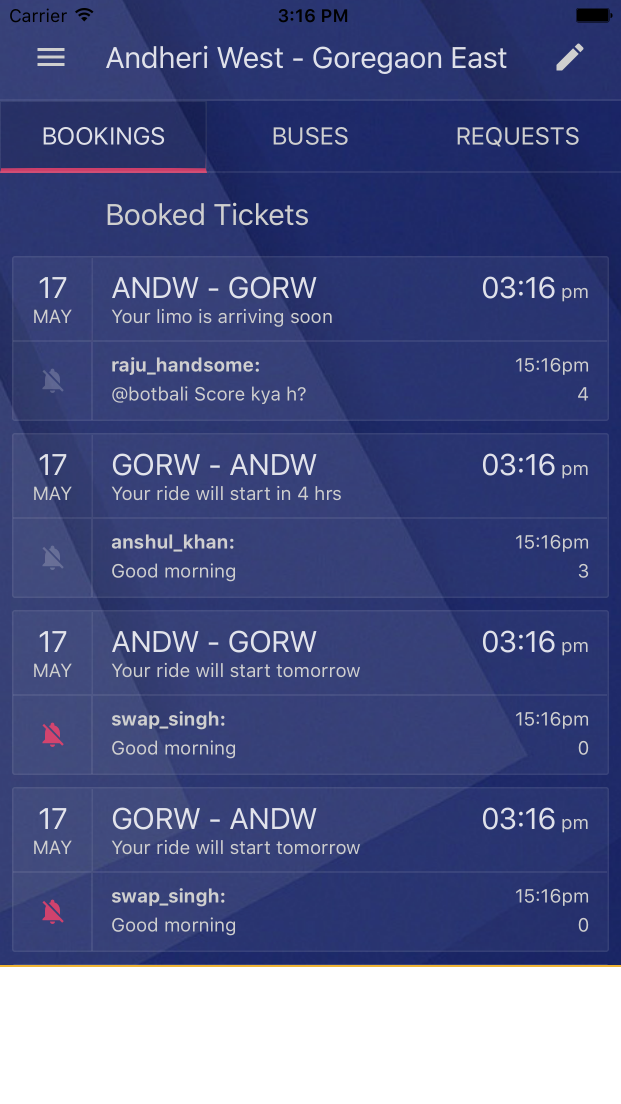 Carrier 3:16 PM
Andheri West - Goregaon East
BOOKINGS BUSES REQUESTS
Booked Tickets
17 ANDW - GORW 03:16 pm
MAY Your limo is arriving soon
raju_handsome: 15:16pm
@botbali Score kya h? 4
17 GORW - ANDW 03:16 pm
MAY Your ride will start in 4 hrs
anshul_khan: 15:16pm
Good morning 3
17 ANDW - GORW 03:16 pm
MAY Your ride will start tomorrow
swap_singh: 15:16pm
Good morning 0
17 GORW - ANDW 03:16 pm
MAY Your ride will start tomorrow
swap_singh: 15:16pm
Good morning 0